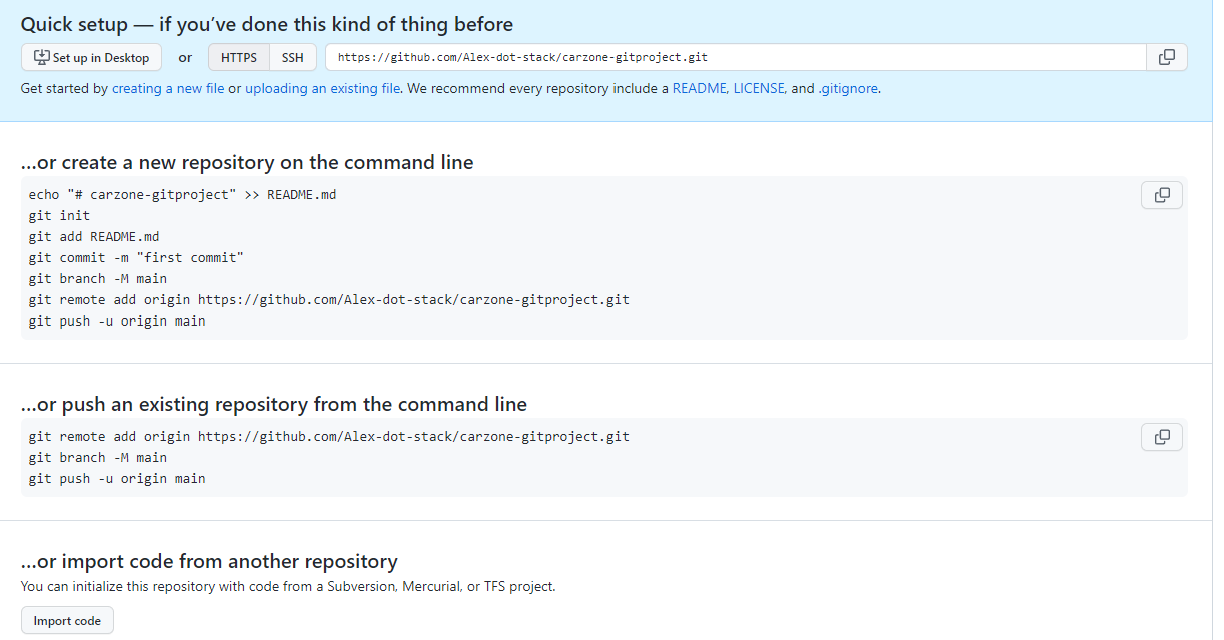 Quick setup — if you’ve done this kind of thing before
Set up in Desktop or HTTPS SSH https://github.com/Alex-dot-stack/carzone-gitproject.git
Get started by creating a new file or uploading an existing file. We recommend every repository include a README, LICENSE, and .gitignore.
…or create a new repository on the command line
echo "# carzone-gitproject" >> README.md
git init
git add README.md
git commit -m "first commit"
git branch -M main
git remote add origin https://github.com/Alex-dot-stack/carzone-gitproject.git
git push -u origin main
…or push an existing repository from the command line
git remote add origin https://github.com/Alex-dot-stack/carzone-gitproject.git
git branch -M main
git push -u origin main
…or import code from another repository
You can initialize this repository with code from a Subversion, Mercurial, or TFS project.
Import code